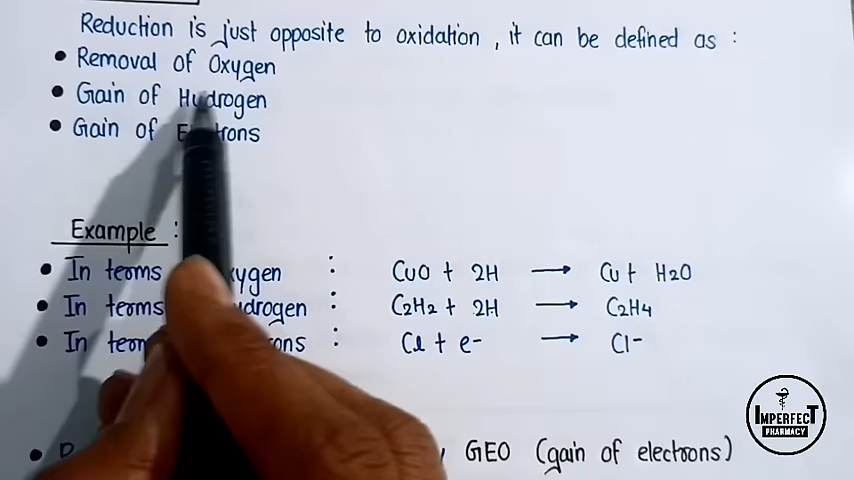 Reduction is just opposite to oxidation , it can be defined as :
• Removal of Oxygen
• Gain of Hydrogen
• Gain of
Example :
• In terms : CuO + 2H → Cu + H2O
• In terms : C2H2 + 2H → C2H4
• In : Cl + e- → Cl-
• GEO (gain of electrons)
IMPERFECT
PHARMACY